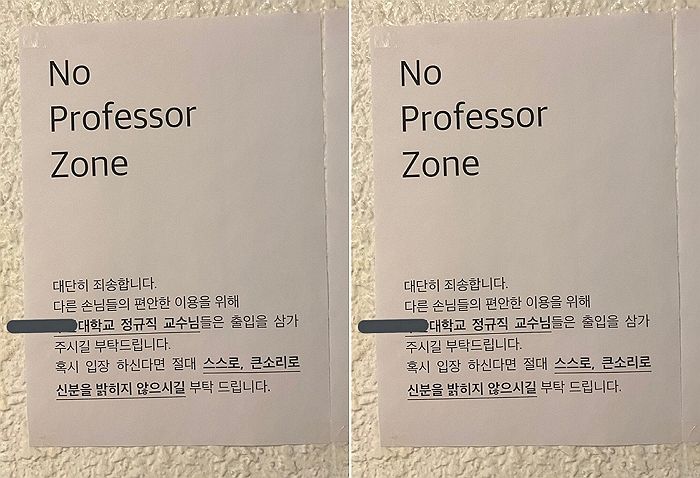 No
Professor
Zone
대단히 죄송합니다.
다른 손님들의 편안한 이용을 위해
대학교 정규직 교수님들은 출입을 삼가
주시길 부탁드립니다.
혹시 입장 하신다면 절대 스스로, 큰소리로
신분을 밝히지 않으시길 부탁 드립니다.
No
Professor
Zone
대단히 죄송합니다.
다른 손님들의 편안한 이용을 위해
대학교 정규직 교수님들은 출입을 삼가
주시길 부탁드립니다.
혹시 입장 하신다면 절대 스스로, 큰소리로
신분을 밝히지 않으시길 부탁 드립니다.